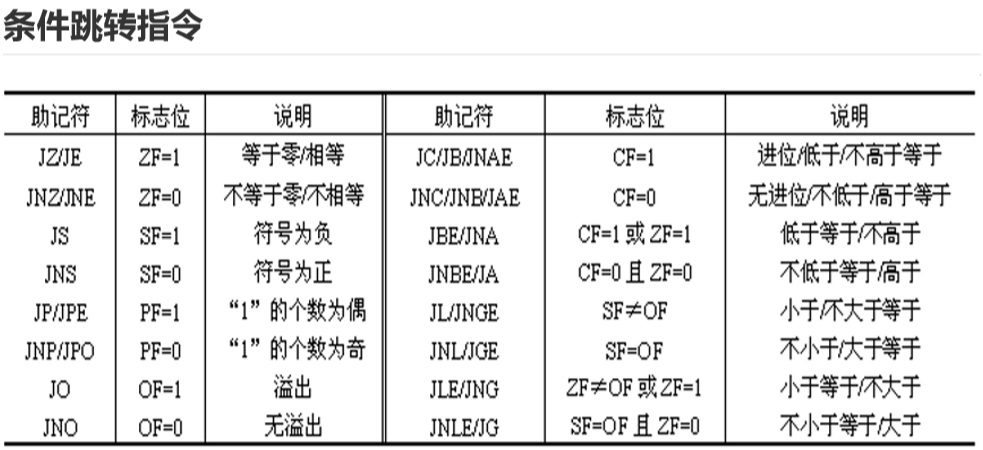 条件跳转指令
助记符 标志位 说明 助记符 标志位 说明
JZ/JE ZF=1 等于零/相等 JC/JB/JNAE CF=1 进位/低于/不高于等于
JNZ/JNE ZF=0 不等于零/不相等 JNC/JNB/JAE CF=0 无进位/不低于/高于等于
JS SF=1 符号为负 JBE/JNA CF=1 或 ZF=1 低于等于/不高于
JNS SF=0 符号为正 JNBE/JA CF=0 且 ZF=0 不低于等于/高于
JP/JPE PF=1 “1”的个数为偶 JL/JNGE SF≠OF 小于/不大于等于
JNP/JPO PF=0 “1”的个数为奇 JNL/JGE SF=OF 不小于/大于等于
JO OF=1 溢出 JLE/JNG ZF≠OF 或 ZF=1 小于等于/不大于
JNO OF=0 无溢出 JNLE/JG SF=OF 且 ZF=0 不小于等于/大于